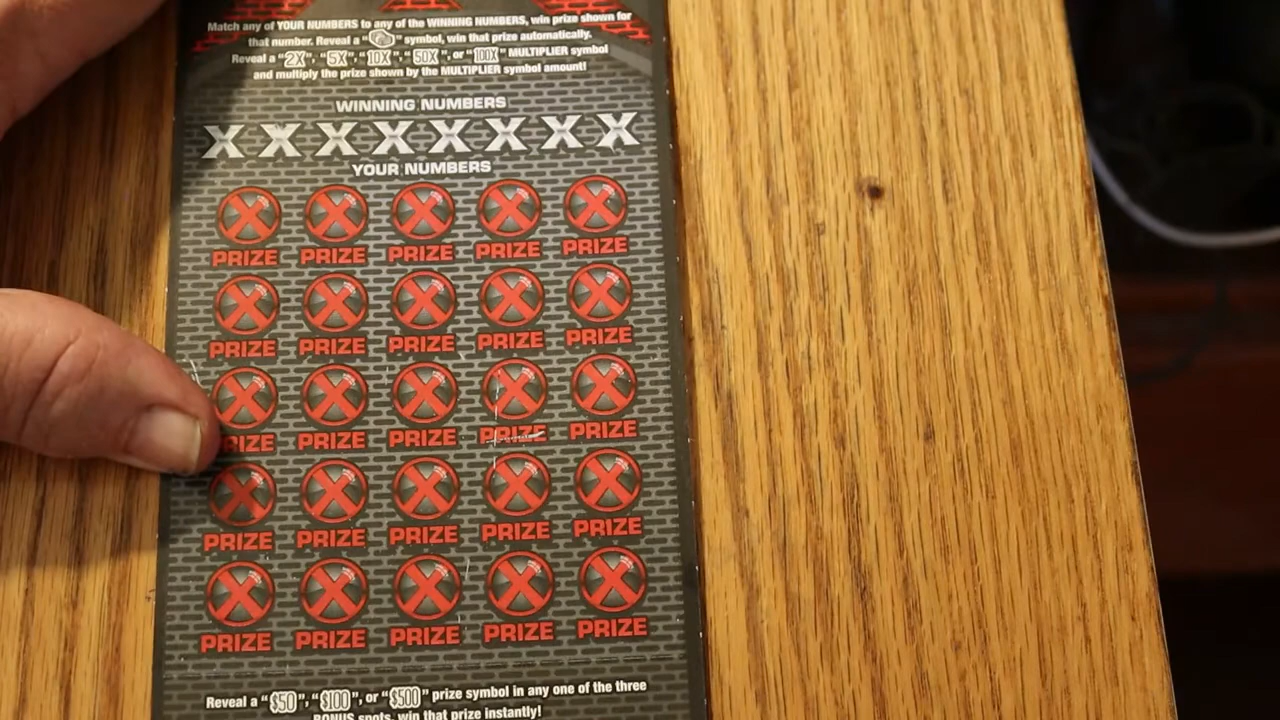 Match any of YOUR NUMBERS to any of the WINNING NUMBERS, win prize shown for
that number. Reveal a " " symbol, win that prize automatically.
Reveal a "2X", "5X", "10X", "50X", or "100X" MULTIPLIER symbol
and multiply the prize shown by the MULTIPLIER symbol amount!
WINNING NUMBERS
X X X X X X X X
YOUR NUMBERS
X X X X X
PRIZE PRIZE PRIZE PRIZE PRIZE
X X X X X
PRIZE PRIZE PRIZE PRIZE PRIZE
X X X X X
PRIZE PRIZE PRIZE PRIZE PRIZE
X X X X X
PRIZE PRIZE PRIZE PRIZE PRIZE
X X X X X
PRIZE PRIZE PRIZE PRIZE PRIZE
Reveal a "$50", "$100", or "$500" prize symbol in any one of the three
BONUS spots, win that prize instantly!